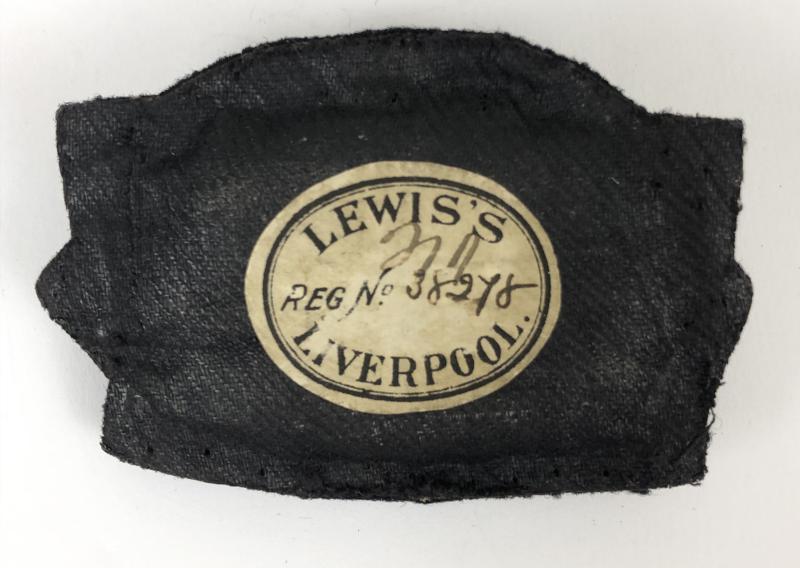 LEWIS'S
REG. No 38278
LIVERPOOL.